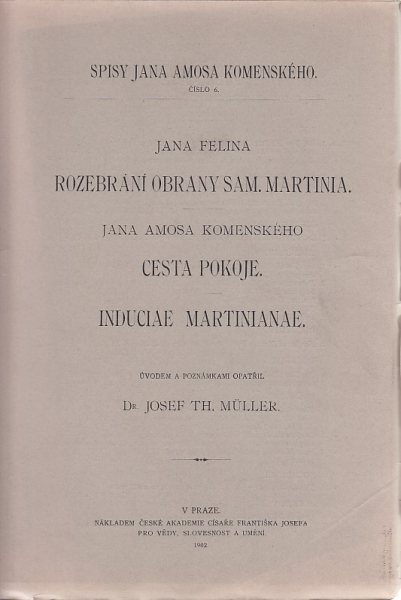 SPISY JANA AMOSA KOMENSKÉHO.
ČÍSLO 6.
JANA FELINA
ROZEBRÁNÍ OBRANY SAM. MARTINIA.
JANA AMOSA KOMENSKÉHO
CESTA POKOJE.
INDUCIAE MARTINIANAE.
ÚVODEM A POZNÁMKAMI OPATŘIL
DR. JOSEF TH. MÜLLER.
V PRAZE.
NÁKLADEM ČESKÉ AKADEMIE CÍSAŘE FRANTIŠKA JOSEFA
PRO VĚDY, SLOVESNOST A UMĚNÍ
1902